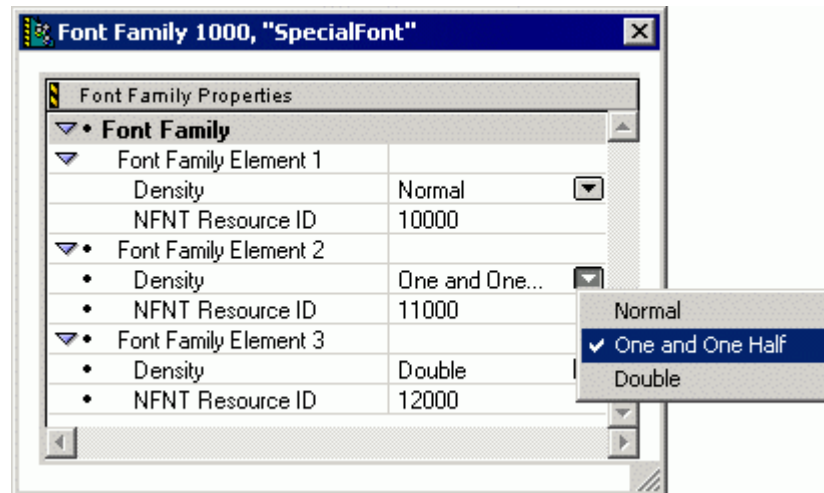 Font Family 1000, "SpecialFont"
Font Family Properties
• Font Family
Font Family Element 1
Density Normal
NFNT Resource ID 10000
• Font Family Element 2
• Density One and One...
• NFNT Resource ID 11000
Normal
✓ One and One Half
Double
• Font Family Element 3
• Density Double
• NFNT Resource ID 12000